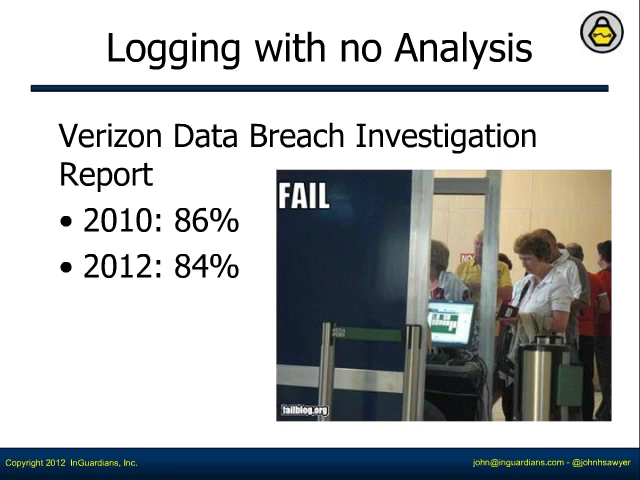 Logging with no Analysis
Verizon Data Breach Investigation
Report
• 2010: 86%
• 2012: 84%
FAIL
NO
failblog.org
Copyright 2012 InGuardians, Inc.
john@inguardians.com - @johnhsawyer